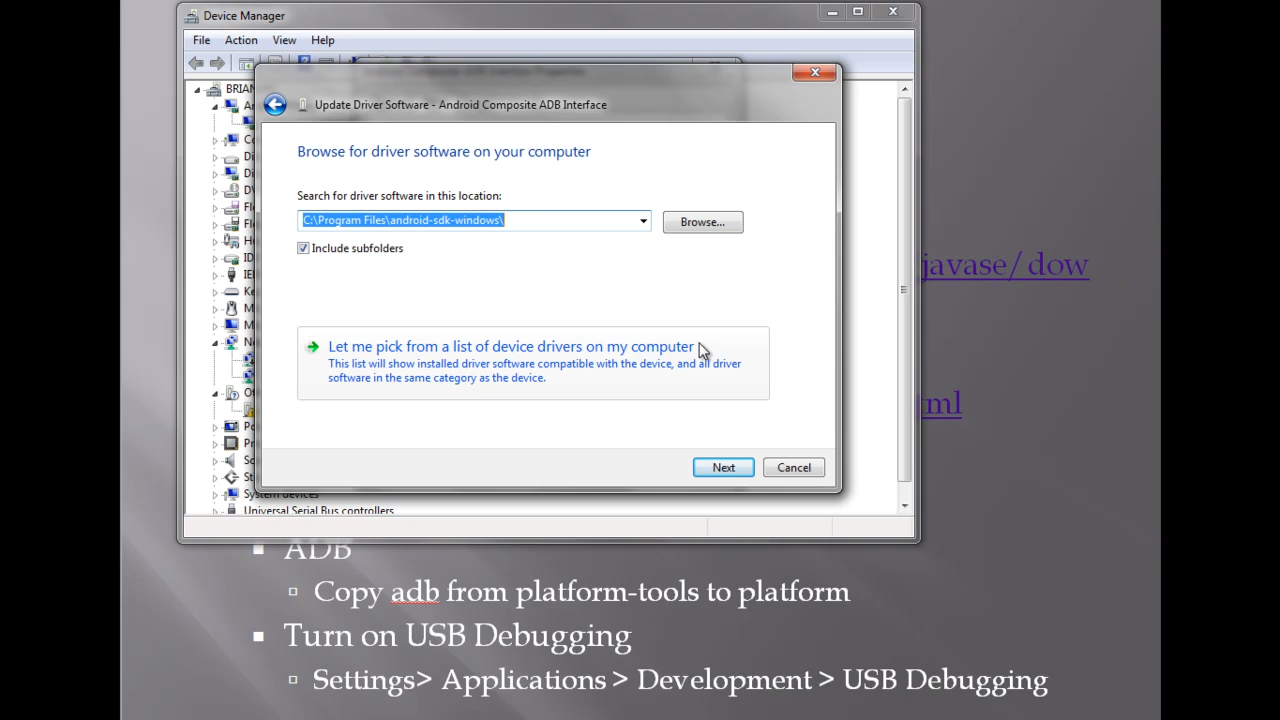 Device Manager
File Action View Help
Update Driver Software - Android Composite ADB Interface
BRIAN
Browse for driver software on your computer
Search for driver software in this location:
C:\Program Files\android-sdk-windows\
Browse...
Include subfolders
javase/dow
Let me pick from a list of device drivers on my computer
This list will show installed driver software compatible with the device, and all driver
software in the same category as the device.
Next
Cancel
System devices
Universal Serial Bus controllers
ADB
Copy adb from platform-tools to platform
Turn on USB Debugging
Settings> Applications > Development > USB Debugging